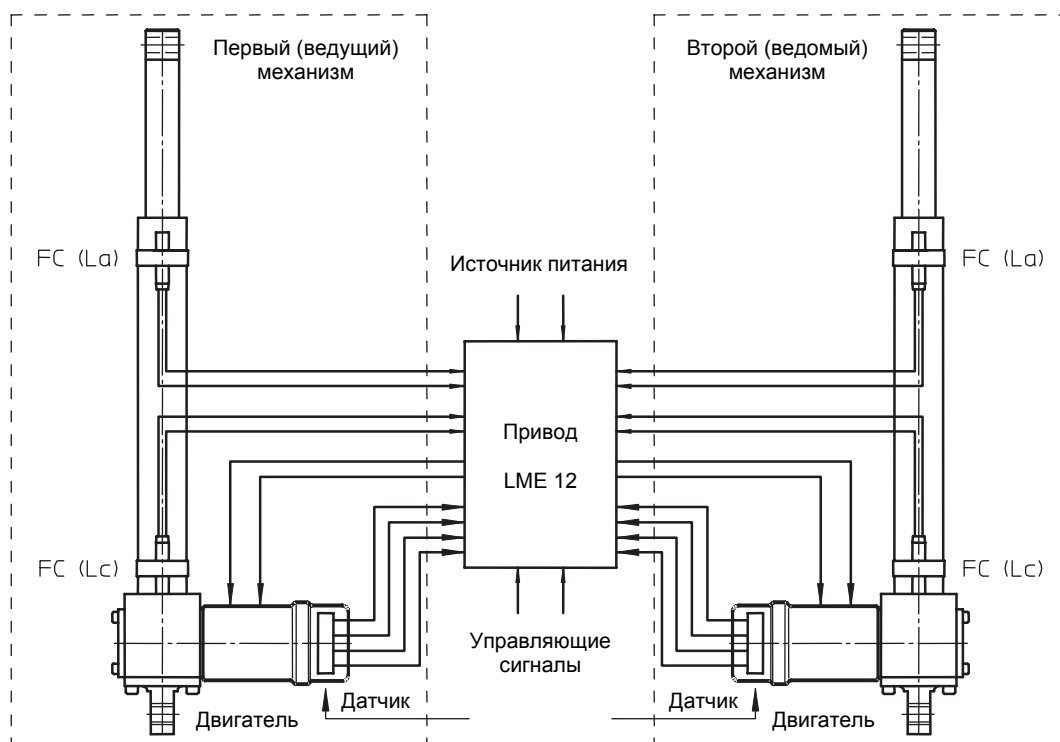 Первый (ведущий)
механизм
Второй (ведомый)
механизм
FC (La)
FC (La)
Источник питания
Привод
LME 12
FC (Lc)
FC (Lc)
Управляющие
сигналы
Двигатель
Датчик
Датчик
Двигатель